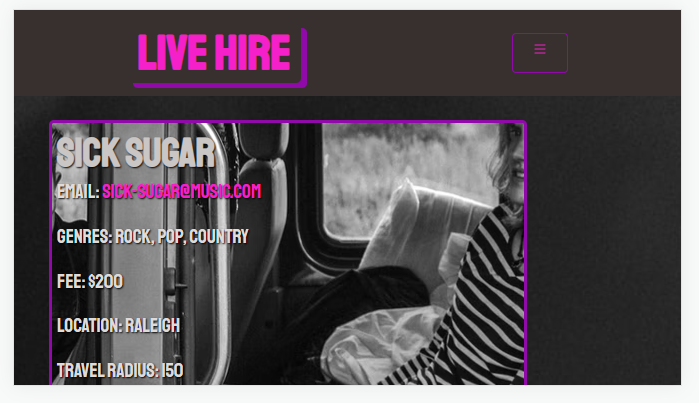 LIVE HIRE
SICK SUGAR
EMAIL: SICK-SUGAR@MUSIC.COM
GENRES: ROCK, POP, COUNTRY
FEE: $200
LOCATION: RALEIGH
TRAVEL RADIUS: 150